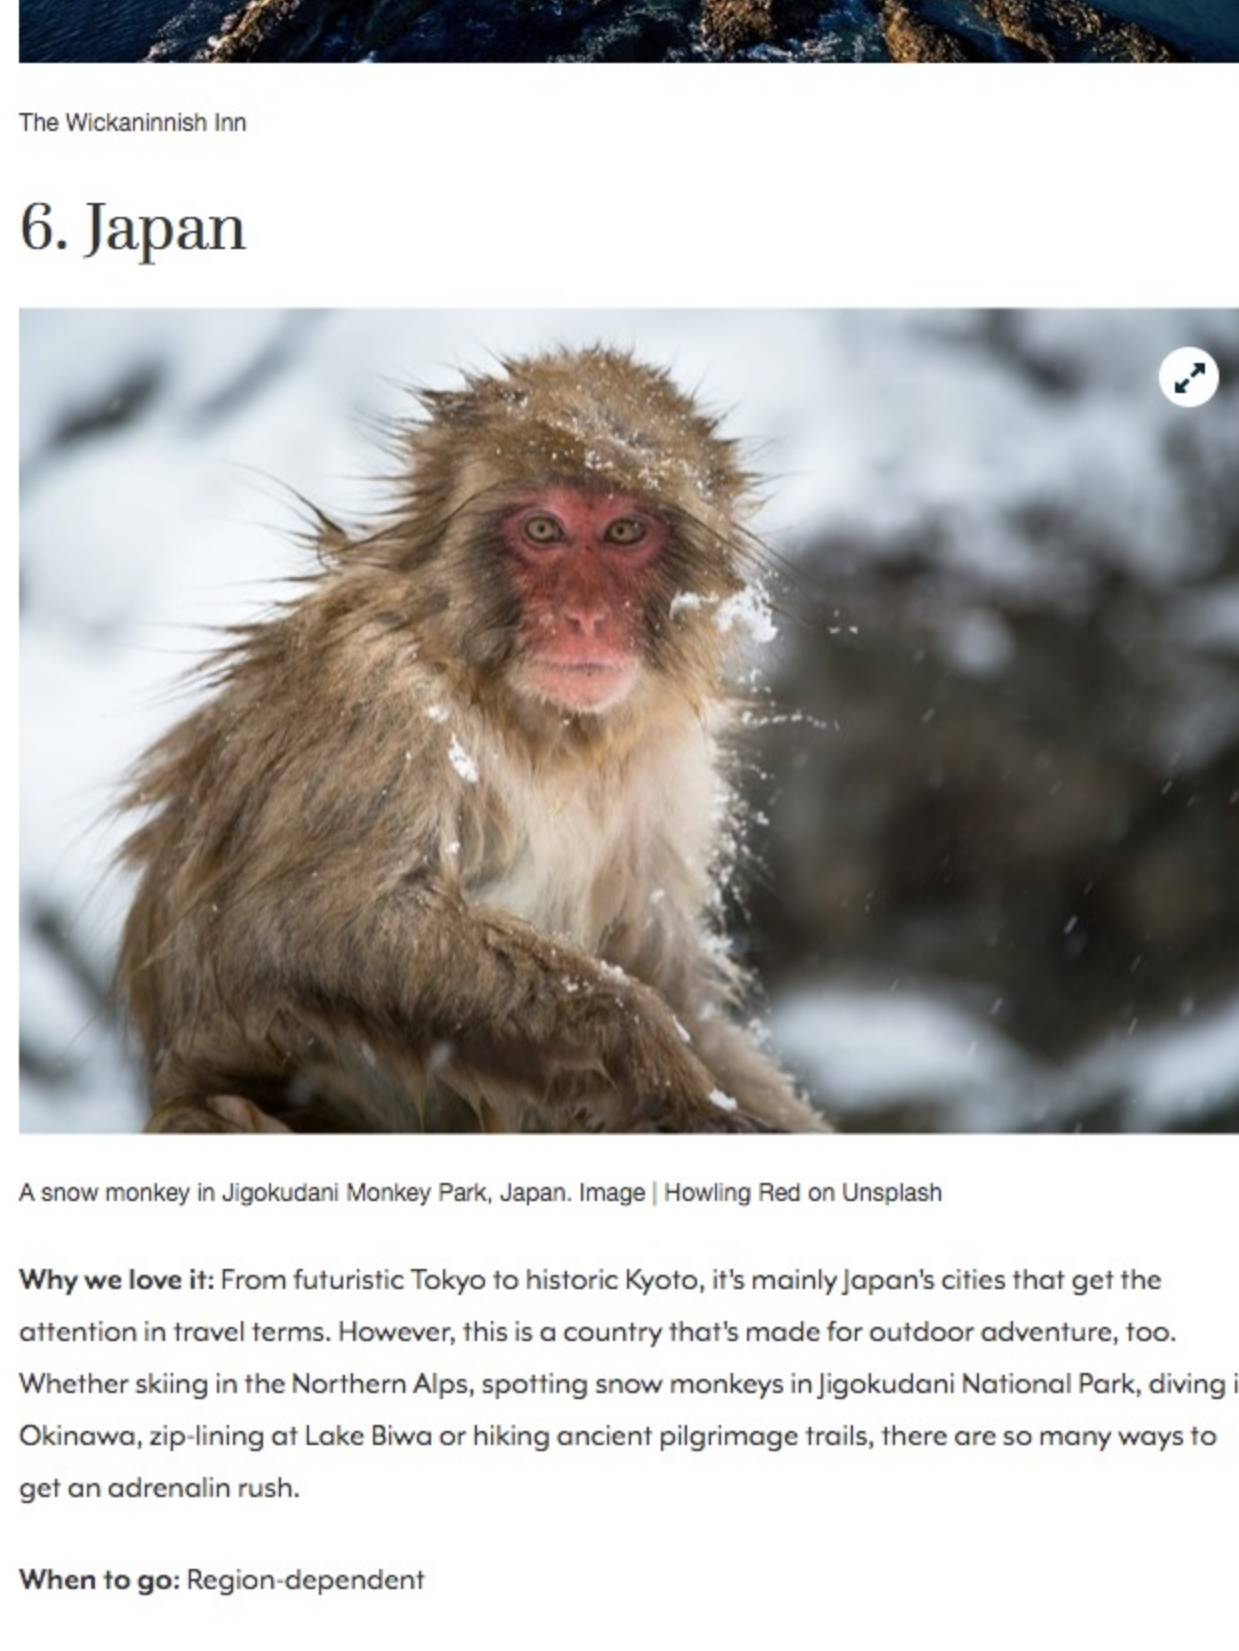 The Wickaninnish Inn
6. Japan
A snow monkey in Jigokudani Monkey Park, Japan. Image | Howling Red on Unsplash
Why we love it: From futuristic Tokyo to historic Kyoto, it's mainly Japan's cities that get the
attention in travel terms. However, this is a country that's made for outdoor adventure, too.
Whether skiing in the Northern Alps, spotting snow monkeys in Jigokudani National Park, diving
Okinawa, zip-lining at Lake Biwa or hiking ancient pilgrimage trails, there are so many ways to
get an adrenalin rush.
When to go: Region-dependent